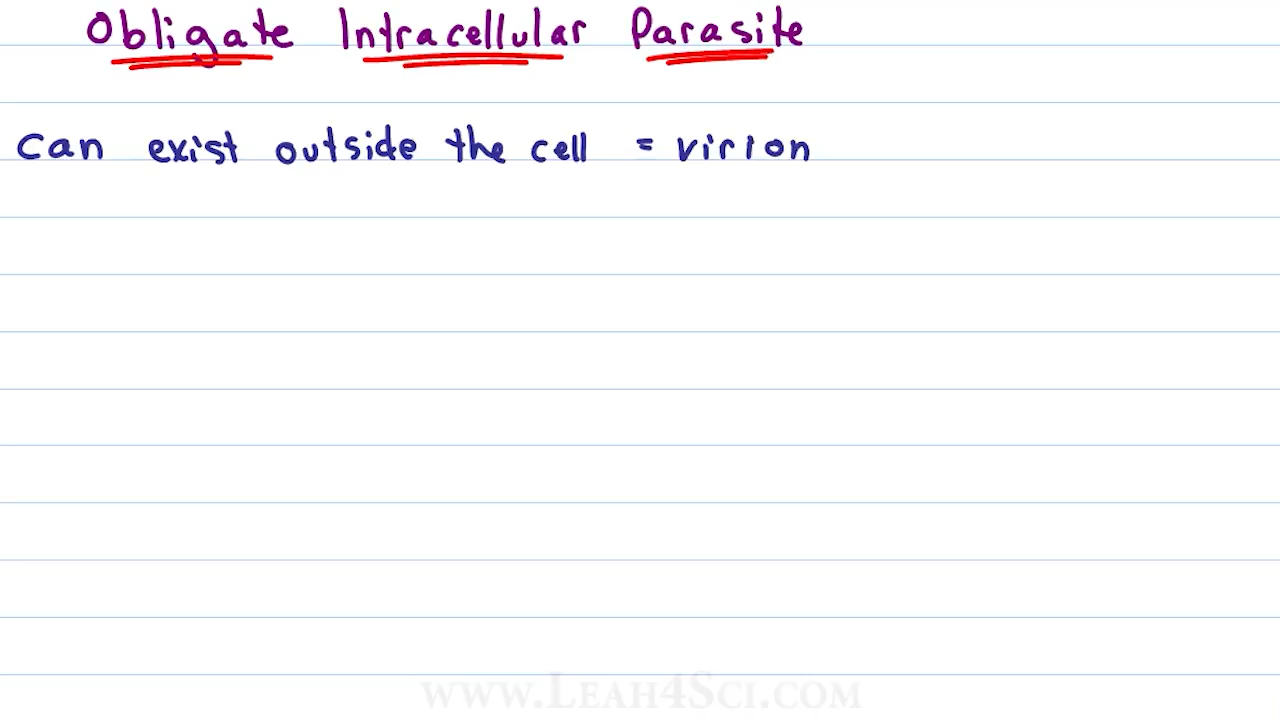 Obligate Intracellular Parasite
can exist outside the cell = virion
www.Leah4Sci.com